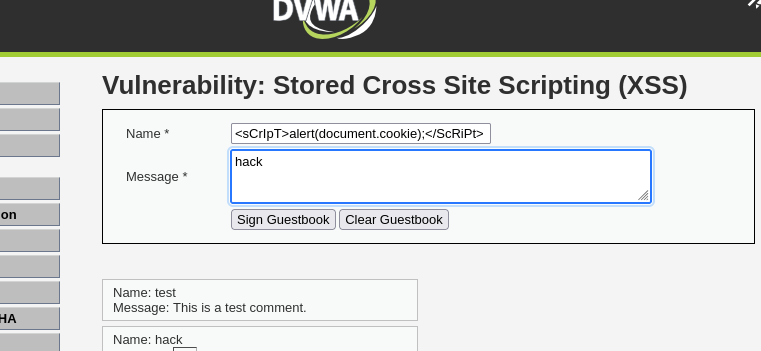 DVWA
Vulnerability: Stored Cross Site Scripting (XSS)
Name *
<sCrIpT>alert(document.cookie);</ScRiPt>
Message *
hack
Sign Guestbook
Clear Guestbook
on
HA
Name: test
Message: This is a test comment.
Name: hack